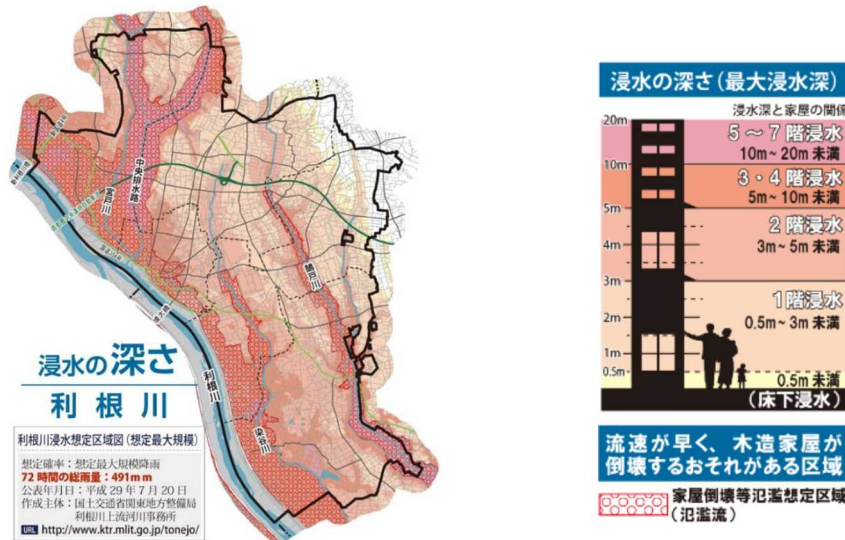 中央排水路
宮戸川
鵠戸川
利根川
染谷川
浸水の深さ
利根川
利根川浸水想定区域図(想定最大規模)
想定確率：想定最大規模降雨
72時間の総雨量：491mm
公表年月日：平成29年7月20日
作成主体：国土交通省関東地方整備局
利根川上流河川事務所
URL http://www.ktr.mlit.go.jp/tonejo/
浸水の深さ(最大浸水深)
浸水深と家屋の関係
20m
5～7階浸水
10m~20m未満
10m
3・4階浸水
5m~10m未満
5m
2階浸水
4m
3m~5m未満
3m
1階浸水
2m
0.5m~3m未満
1m
0.5m
0.5m未満
(床下浸水)
流速が早く、木造家屋が
倒壊するおそれがある区域
家屋倒壊等氾濫想定区域
(氾濫流)